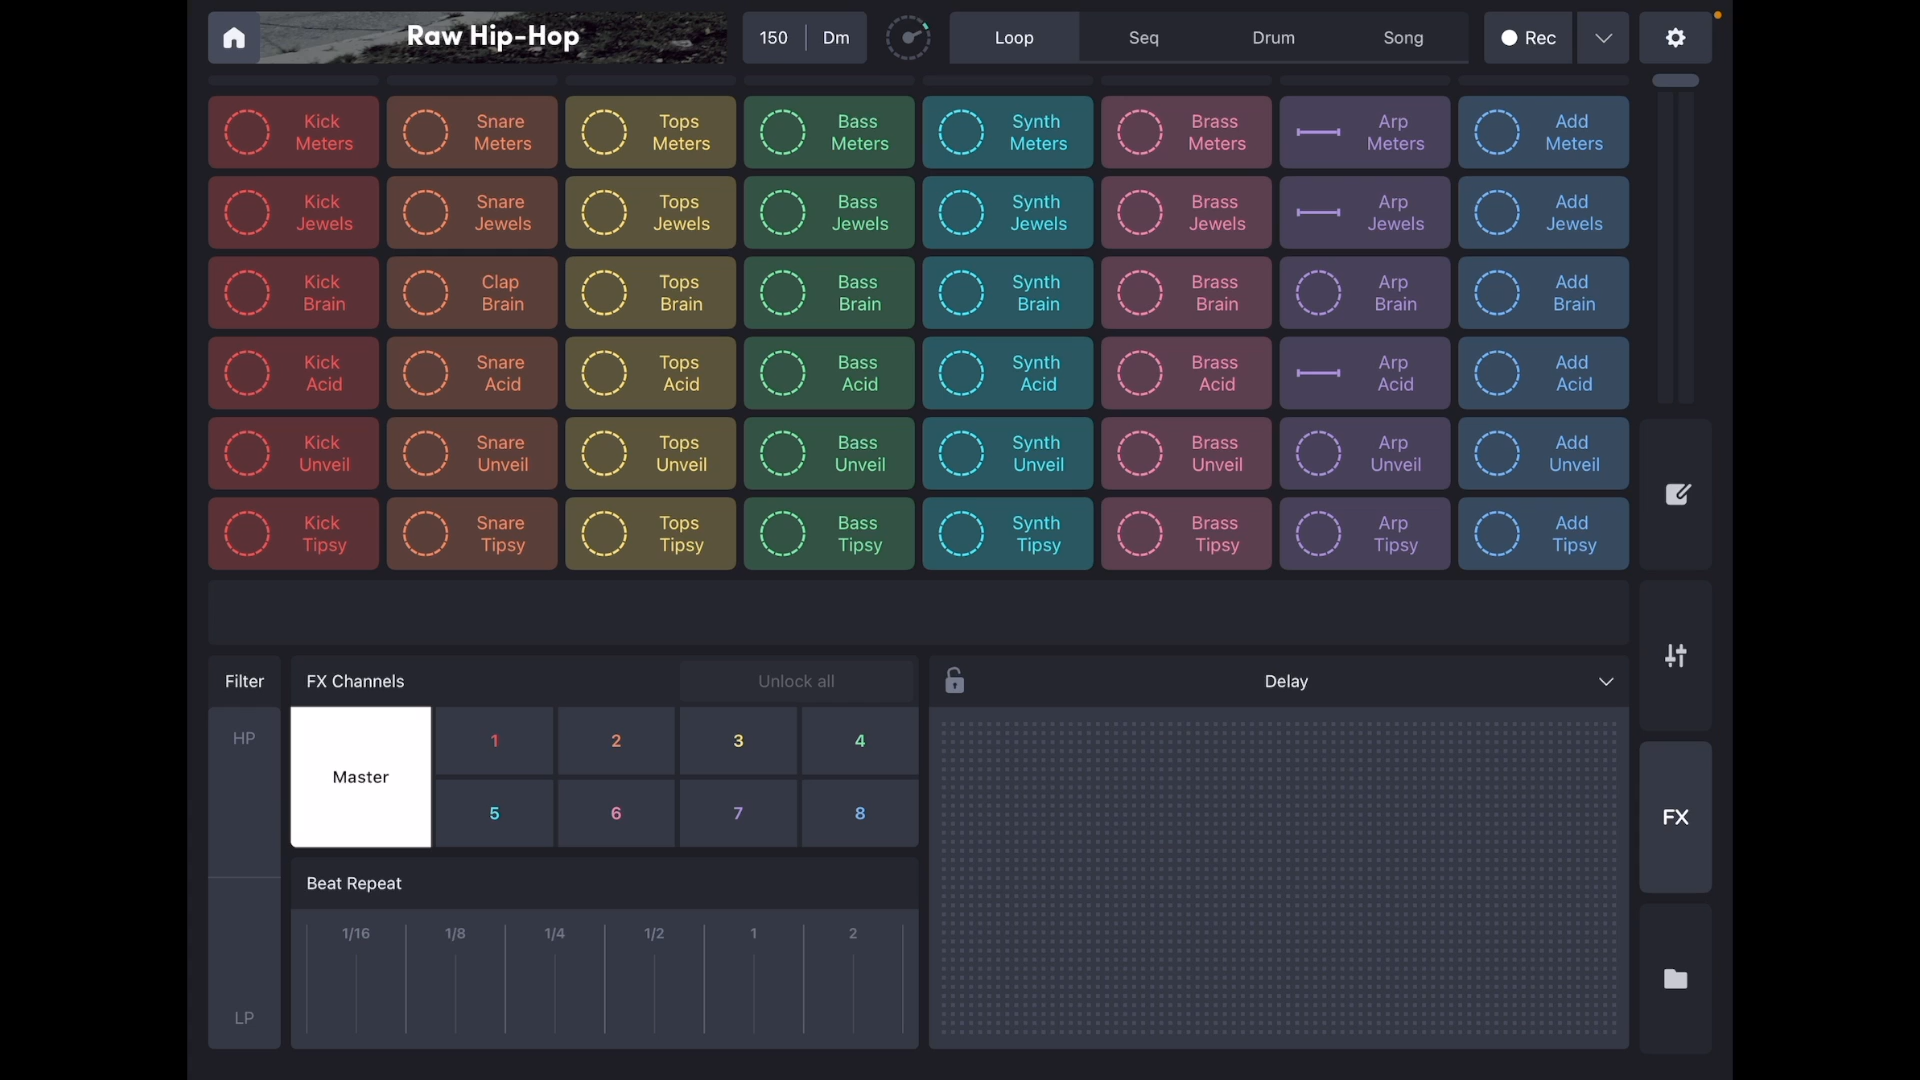 Raw Hip-Hop
150
Dm
Loop
Seq
Drum
Song
Rec
Kick
Meters
Snare
Meters
Tops
Meters
Bass
Meters
Synth
Meters
Brass
Meters
Arp
Meters
Add
Meters
Kick
Jewels
Snare
Jewels
Tops
Jewels
Bass
Jewels
Synth
Jewels
Brass
Jewels
Arp
Jewels
Add
Jewels
Kick
Brain
Clap
Brain
Tops
Brain
Bass
Brain
Synth
Brain
Brass
Brain
Arp
Brain
Add
Brain
Kick
Acid
Snare
Acid
Tops
Acid
Bass
Acid
Synth
Acid
Brass
Acid
Arp
Acid
Add
Acid
Kick
Unveil
Snare
Unveil
Tops
Unveil
Bass
Unveil
Synth
Unveil
Brass
Unveil
Arp
Unveil
Add
Unveil
Kick
Tipsy
Snare
Tipsy
Tops
Tipsy
Bass
Tipsy
Synth
Tipsy
Brass
Tipsy
Arp
Tipsy
Add
Tipsy
Filter
HP
LP
FX Channels
Unlock all
Master
1
2
3
4
5
6
7
8
Beat Repeat
1/16
1/8
1/4
1/2
1
2
Delay
FX